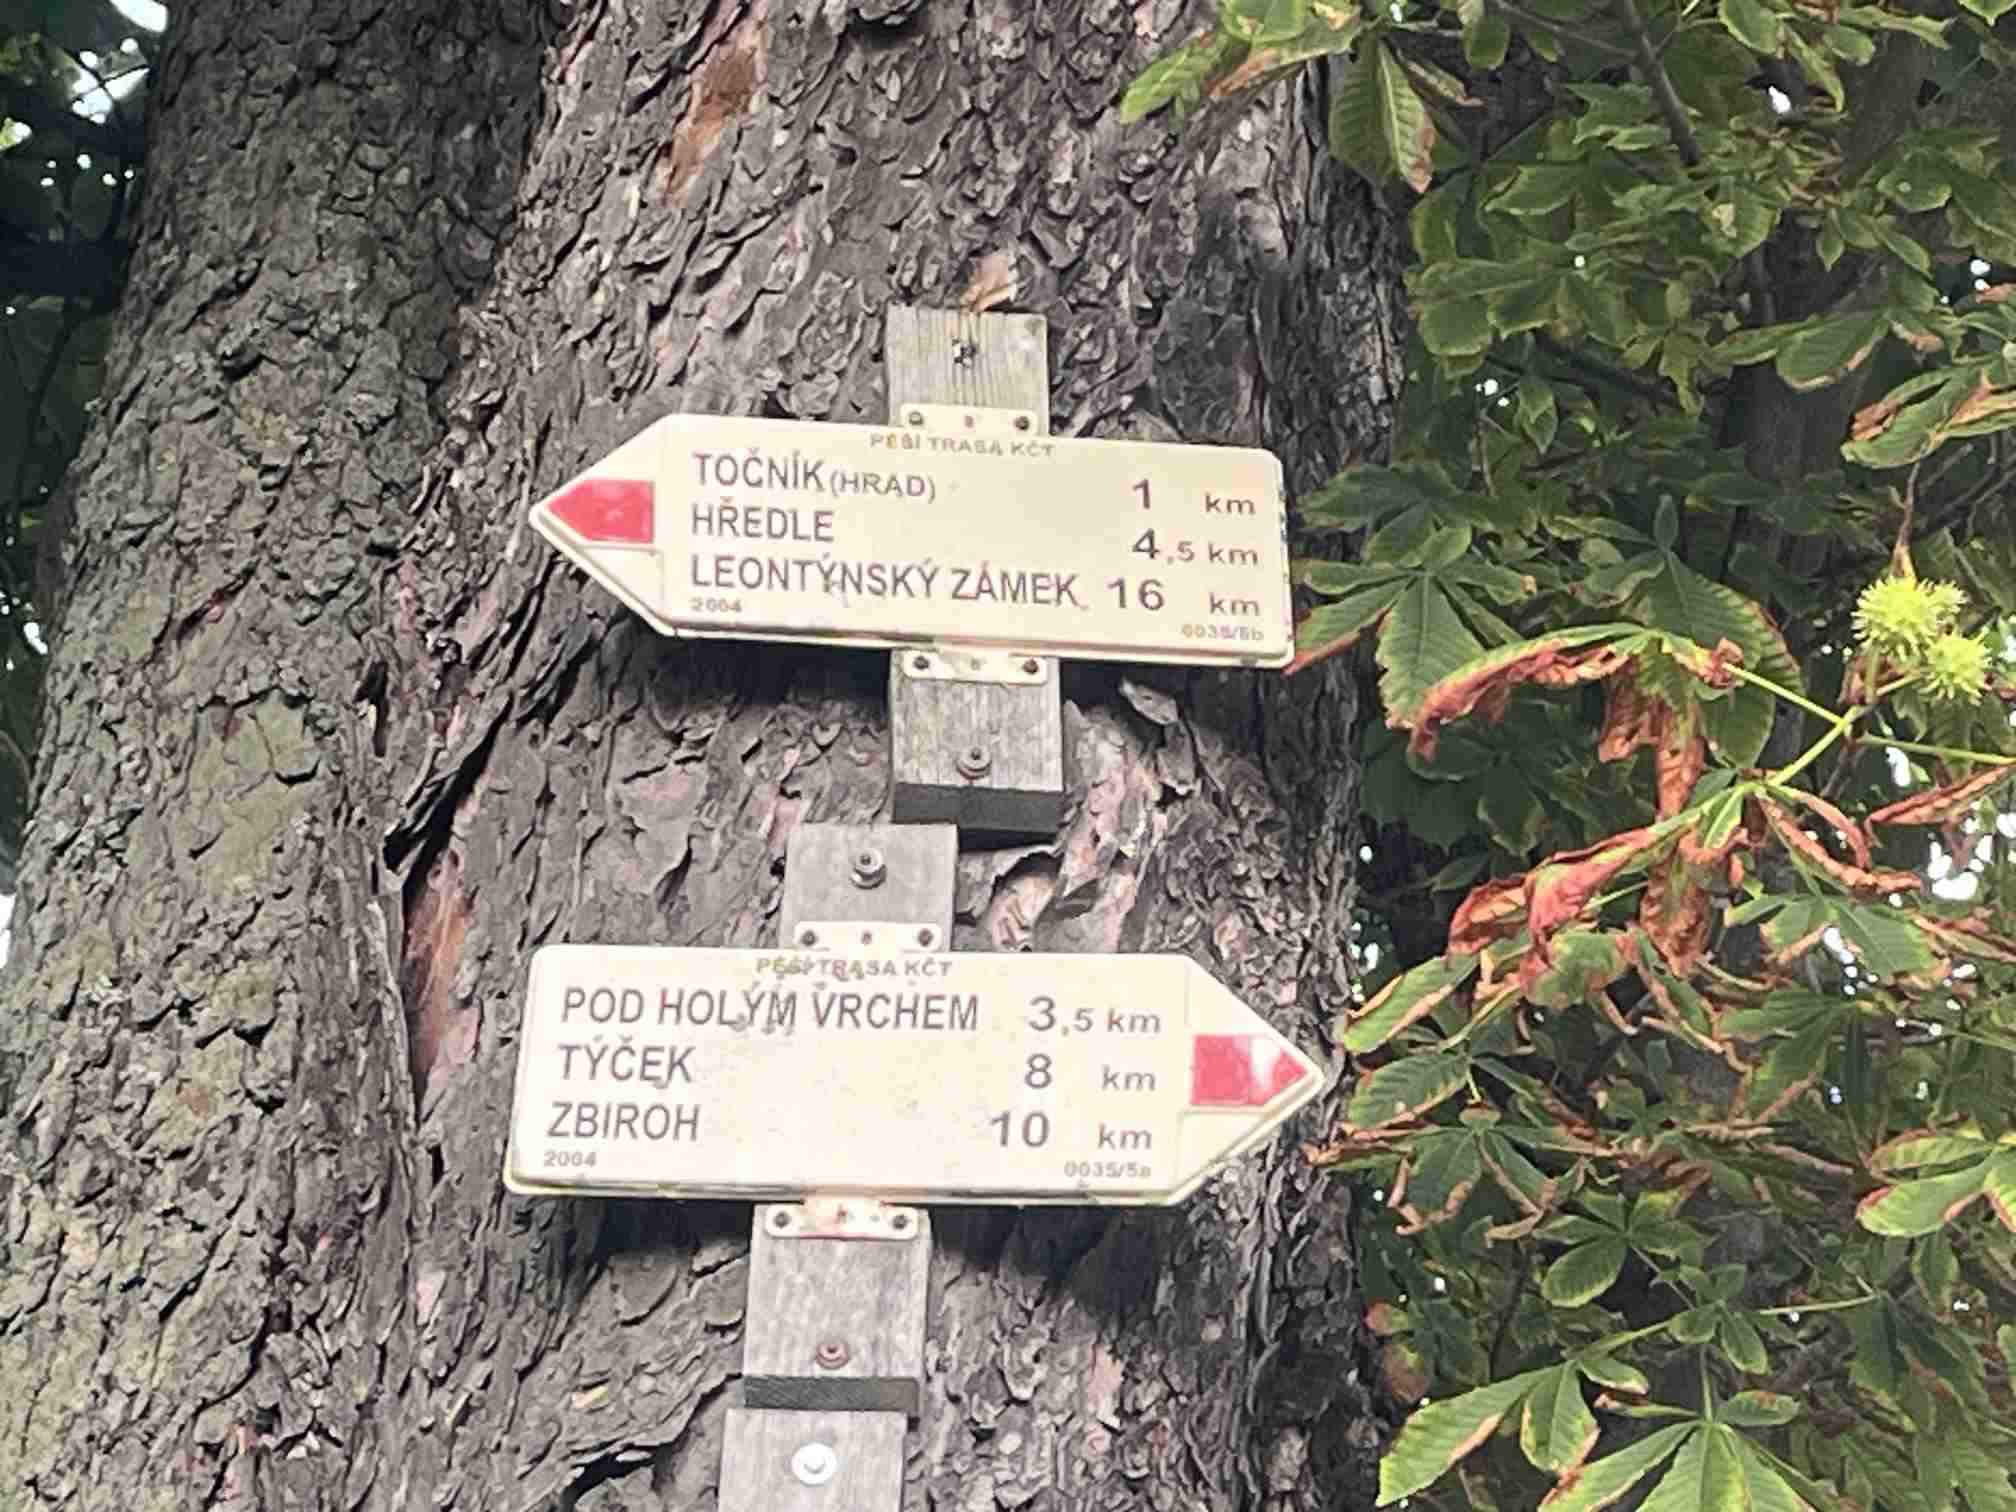 PĚŠÍ TRASA KČT
TOČNÍK (HRAD) 1 km
HŘEDLE 4,5 km
LEONTÝNSKÝ ZÁMEK 16 km
2004 0035/5b
PĚŠÍ TRASA KČT
POD HOLÝM VRCHEM 3,5 km
TÝČEK 8 km
ZBIROH 10 km
2004 0035/5a